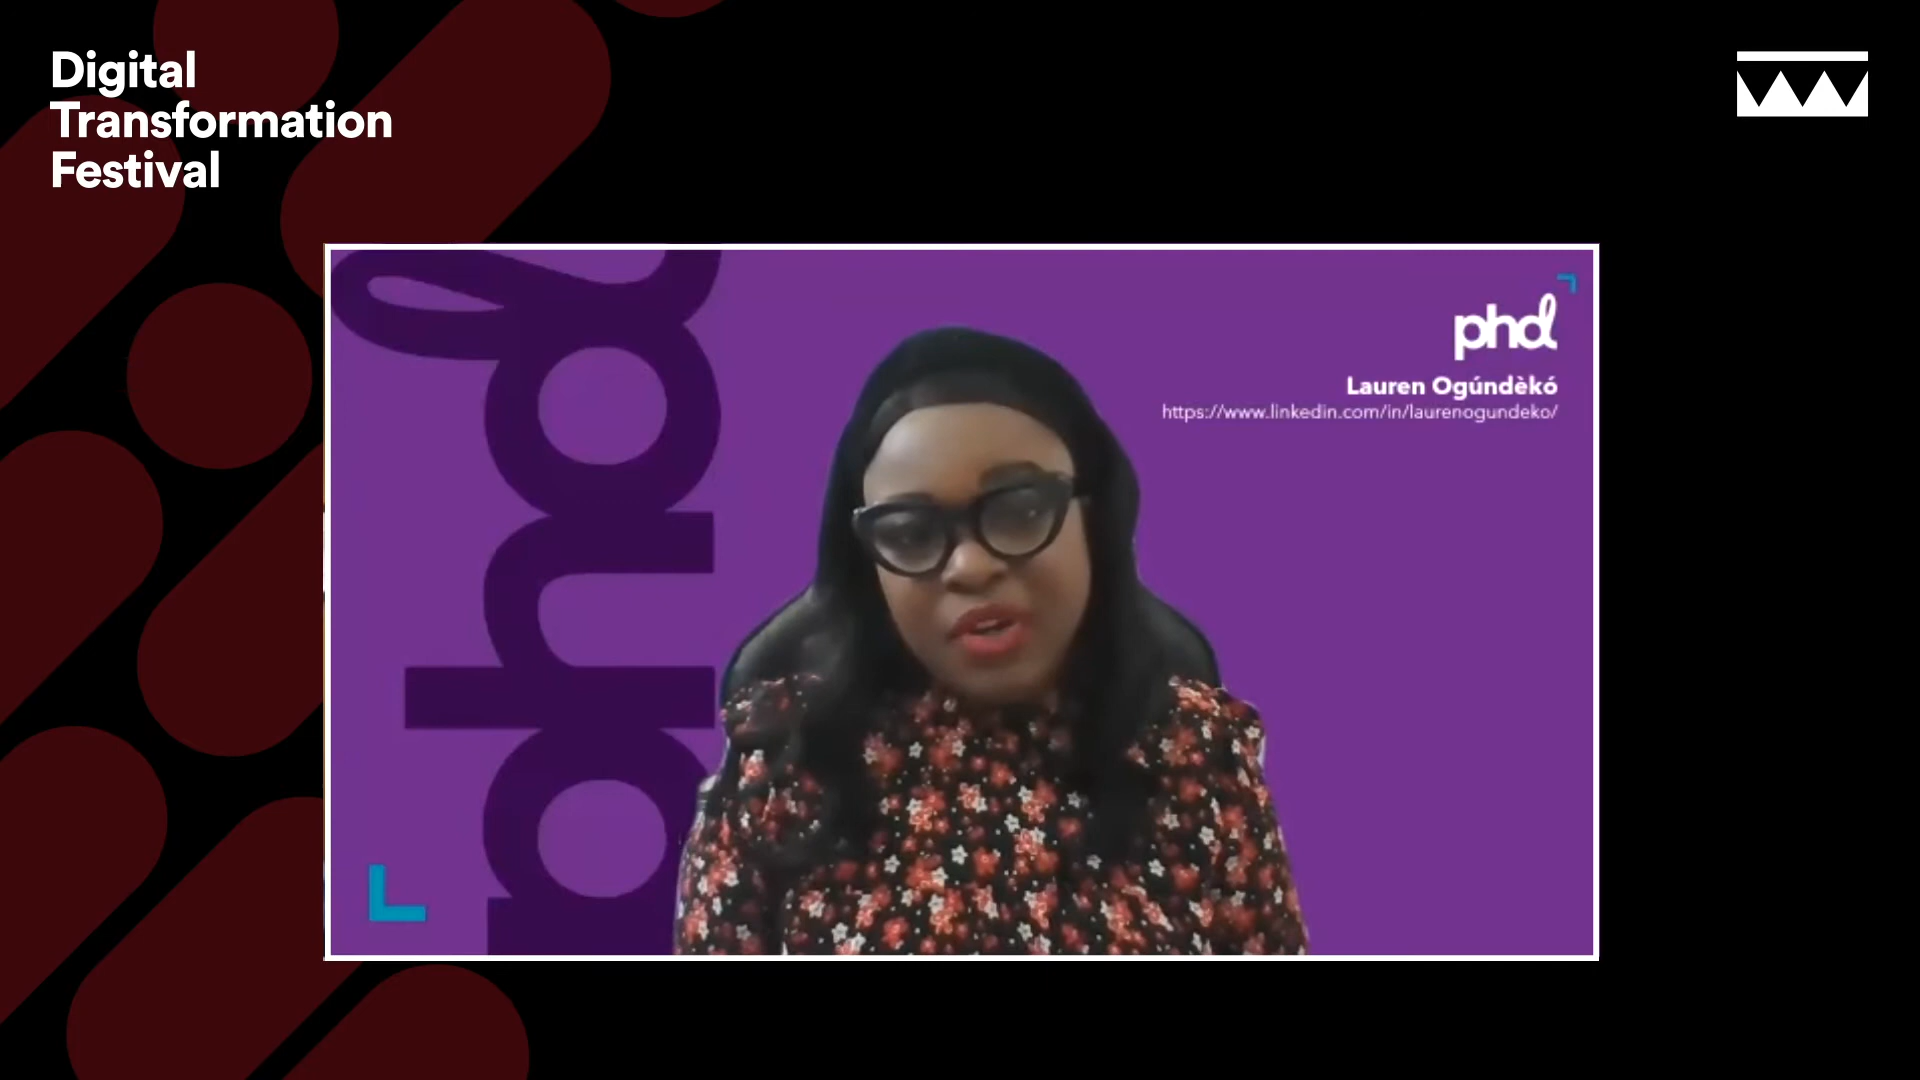 Digital
Transformation
Festival
phd
phd
Lauren Ogúndèkó
https://www.linkedin.com/in/laurenogundeko/